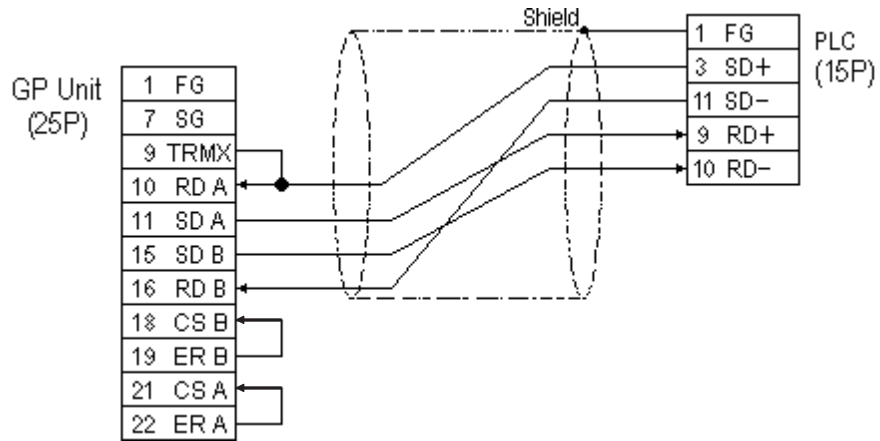 Shield
GP Unit
(25P)
1 FG
7 SG
9 TRMX
10 RD A
11 SD A
15 SD B
16 RD B
18 CS B
19 ER B
21 CS A
22 ER A
1 FG
3 SD+
11 SD-
9 RD+
10 RD-
PLC
(15P)